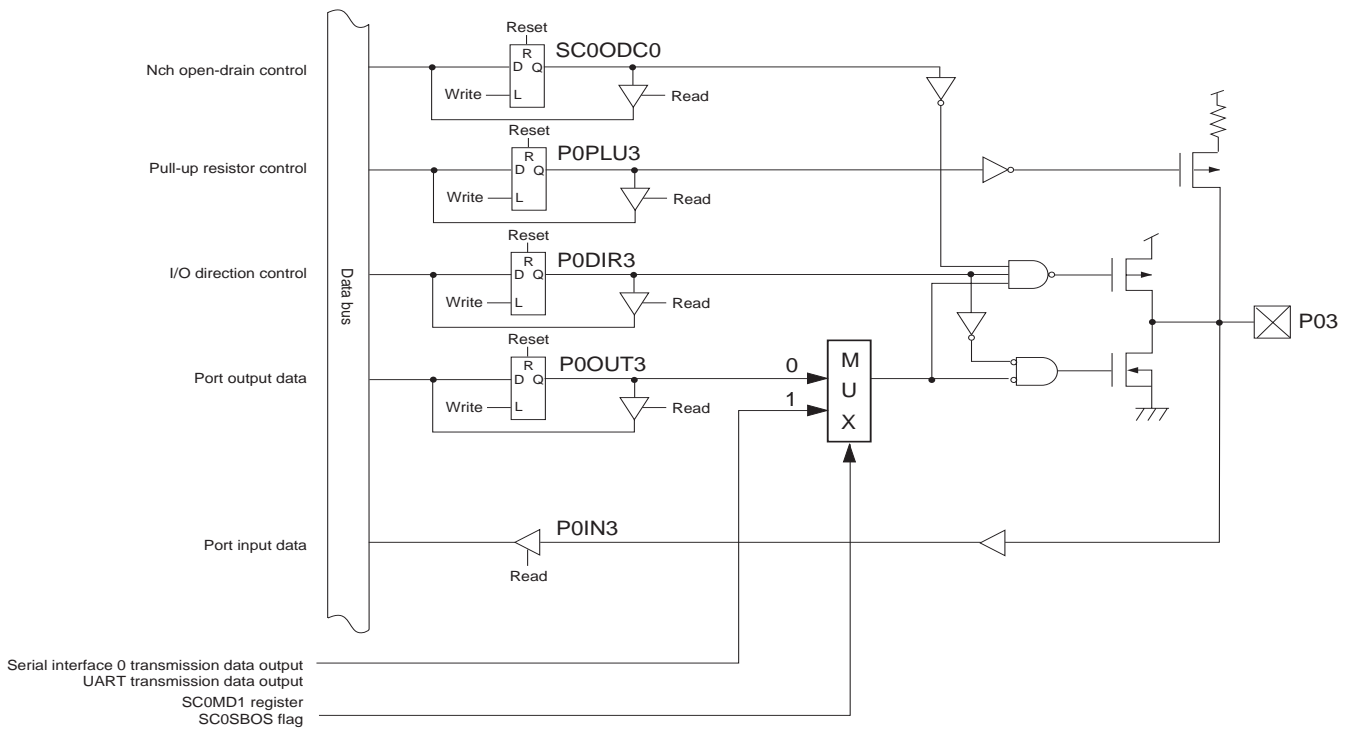 Reset
Nch open-drain control
R
D Q
L
SC0ODC0
Write
Read
Reset
Pull-up resistor control
R
D Q
L
P0PLU3
Write
Read
Reset
I/O direction control
R
D Q
L
P0DIR3
Write
Read
Data bus
Reset
Port output data
R
D Q
L
P0OUT3
Write
Read
0
1
M
U
X
P03
Port input data
P0IN3
Read
Serial interface 0 transmission data output
UART transmission data output
SC0MD1 register
SC0SBOS flag